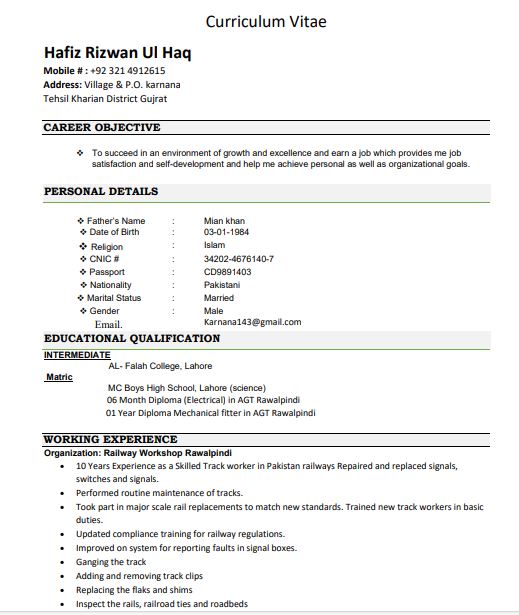 Curriculum Vitae
Hafiz Rizwan Ul Haq
Mobile # : +92 321 4912615
Address: Village & P.O. karnana
Tehsil Kharian District Gujrat
CAREER OBJECTIVE
❖ To succeed in an environment of growth and excellence and earn a job which provides me job
satisfaction and self-development and help me achieve personal as well as organizational goals.
PERSONAL DETAILS
❖ Father's Name : Mian khan
❖ Date of Birth : 03-01-1984
❖ Religion : Islam
❖ CNIC # : 34202-4676140-7
❖ Passport : CD9891403
❖ Nationality : Pakistani
❖ Marital Status : Married
❖ Gender : Male
Email. Karnana143@gmail.com
EDUCATIONAL QUALIFICATION
INTERMEDIATE
AL- Falah College, Lahore
Matric
MC Boys High School, Lahore (science)
06 Month Diploma (Electrical) in AGT Rawalpindi
01 Year Diploma Mechanical fitter in AGT Rawalpindi
WORKING EXPERIENCE
Organization: Railway Workshop Rawalpindi
• 10 Years Experience as a Skilled Track worker in Pakistan railways Repaired and replaced signals,
switches and signals.
• Performed routine maintenance of tracks.
• Took part in major scale rail replacements to match new standards. Trained new track workers in basic
duties.
• Updated compliance training for railway regulations.
• Improved on system for reporting faults in signal boxes.
• Ganging the track
• Adding and removing track clips
• Replacing the flaks and shims
• Inspect the rails, railroad ties and roadbeds